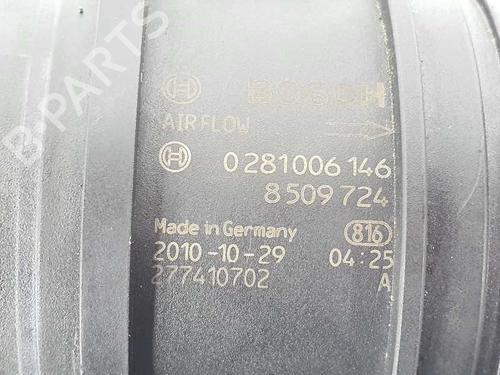 B-PARTS
BOSCH
AIRFLOW
0 281 006 146
8 509 724
Made in Germany 816
2010-10-29 04:25
277410702 A